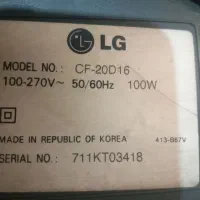 LG
MODEL NO.: CF-20D16
100-270V~ 50/60Hz 100W
MADE IN REPUBLIC OF KOREA 413-B67V
SERIAL NO.: 711KT03418